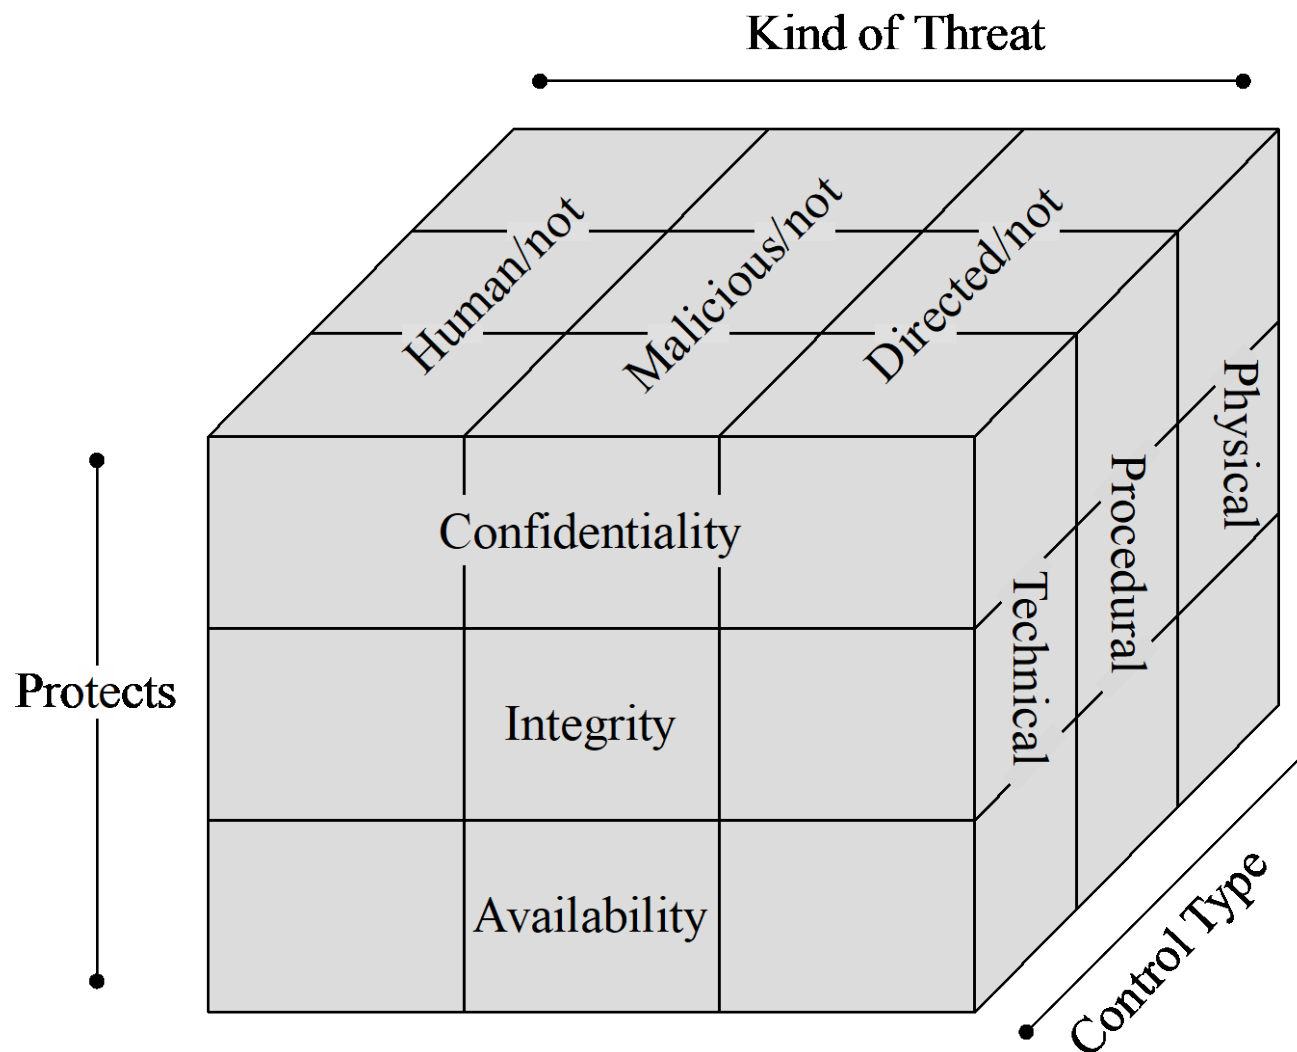 Kind of Threat
Human/not
Malicious/not
Directed/not
Confidentiality
Integrity
Availability
Protects
Technical
Procedural
Physical
Control Type